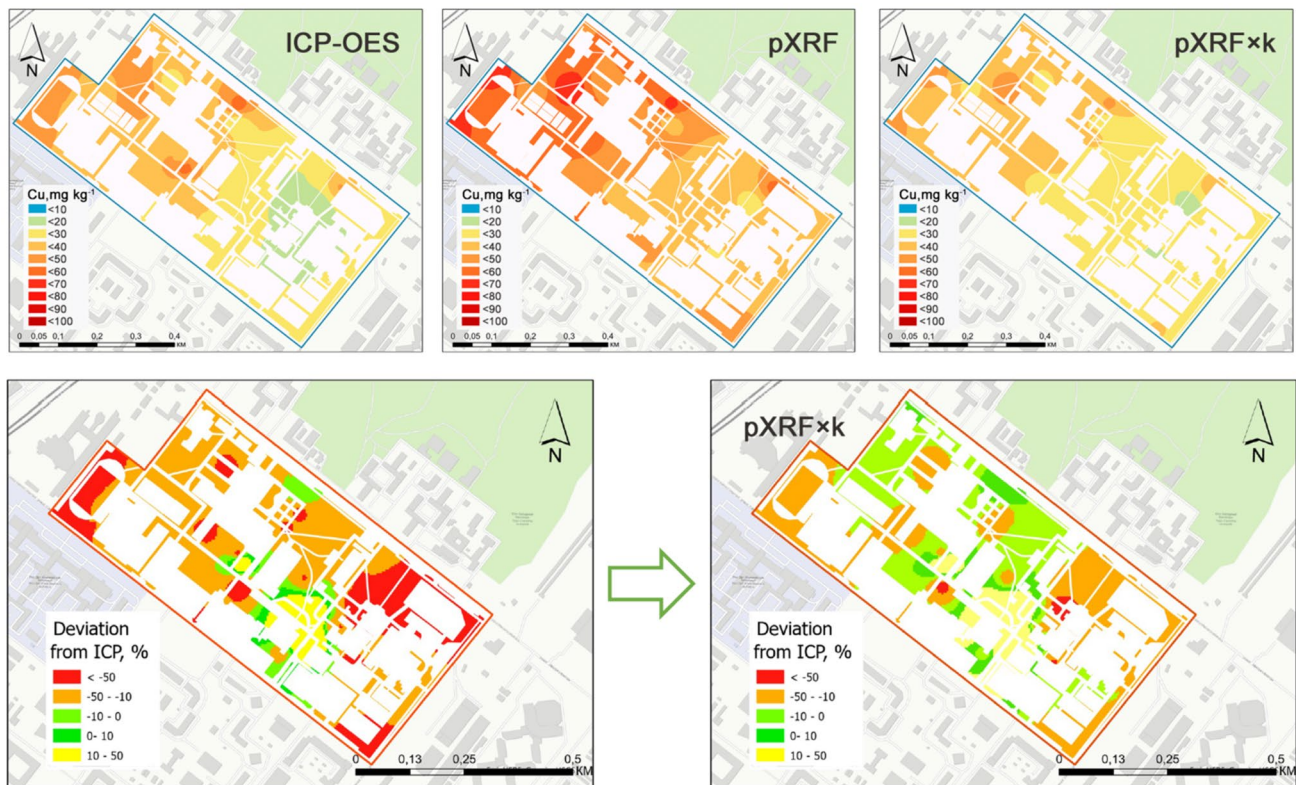 ICP-OES
N
Cu,mg kg⁻¹
<10
<20
<30
<40
<50
<60
<70
<80
<90
<100
0 0,05 0,1 0,2 0,3 0,4
KM
pXRF
N
Cu,mg kg⁻¹
<10
<20
<30
<40
<50
<60
<70
<80
<90
<100
0 0,05 0,1 0,2 0,3 0,4
KM
pXRF×k
N
Cu,mg kg⁻¹
<10
<20
<30
<40
<50
<60
<70
<80
<90
<100
0 0,05 0,1 0,2 0,3 0,4
KM
N
Deviation
from ICP, %
< -50
-50 - -10
-10 - 0
0- 10
10 - 50
0 0,13 0,25 0,5
KM
pXRF×k
N
Deviation
from ICP, %
< -50
-50 - -10
-10 - 0
0- 10
10 - 50
0 0,13 0,25 0,5
KM